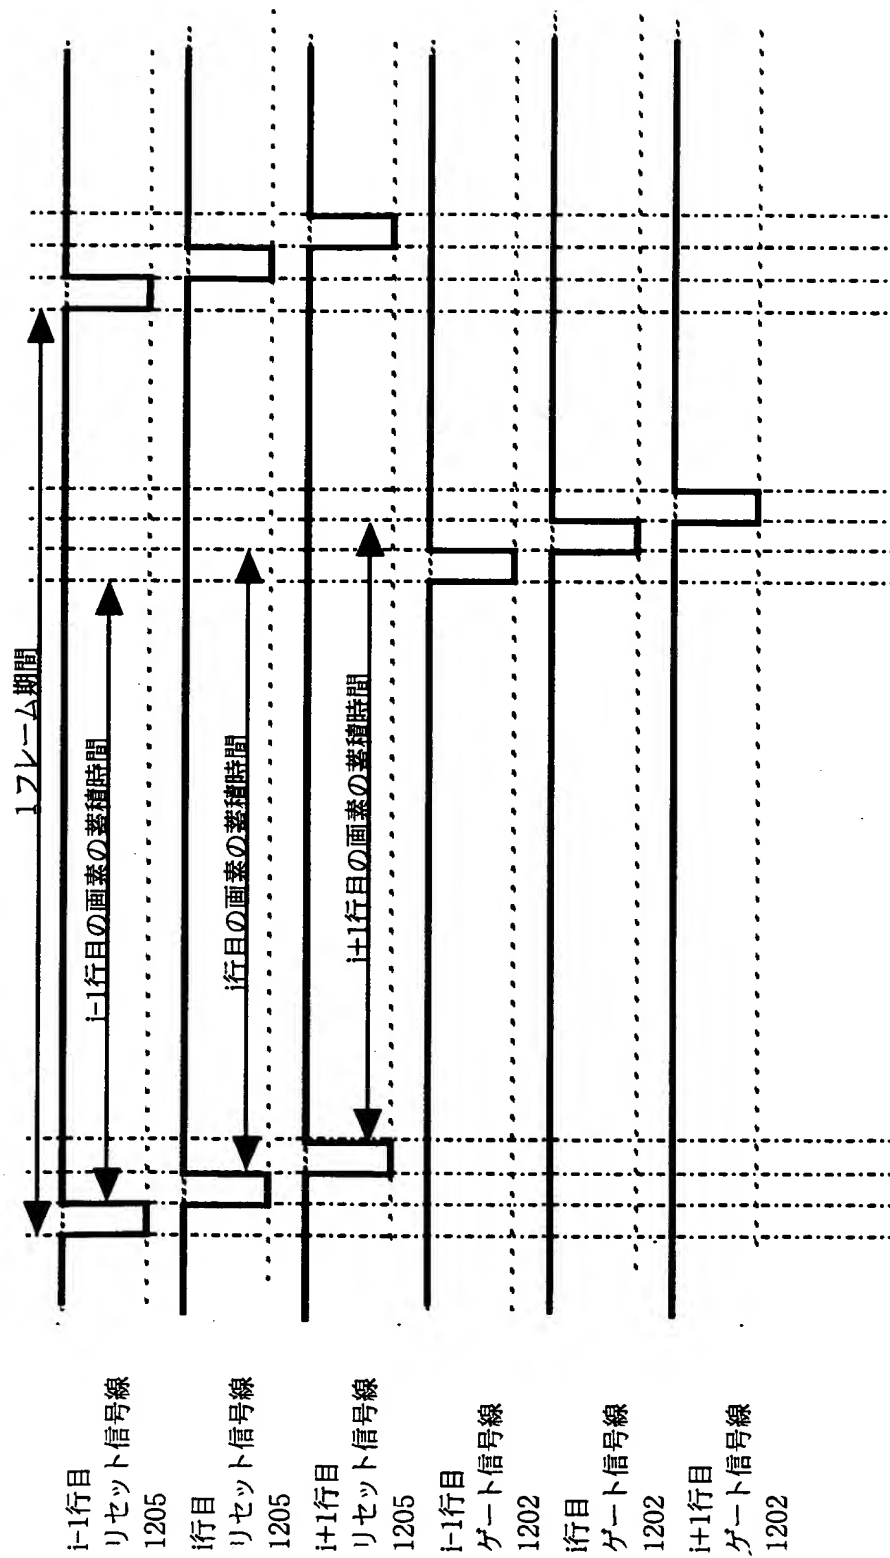 1フレーム期間
i-1行目の画素の蓄積時間
i行目の画素の蓄積時間
i+1行目の画素の蓄積時間
i-1行目
リセット信号線
1205
i行目
リセット信号線
1205
i+1行目
リセット信号線
1205
i-1行目
ゲート信号線
1202
i行目
ゲート信号線
1202
i+1行目
ゲート信号線
1202